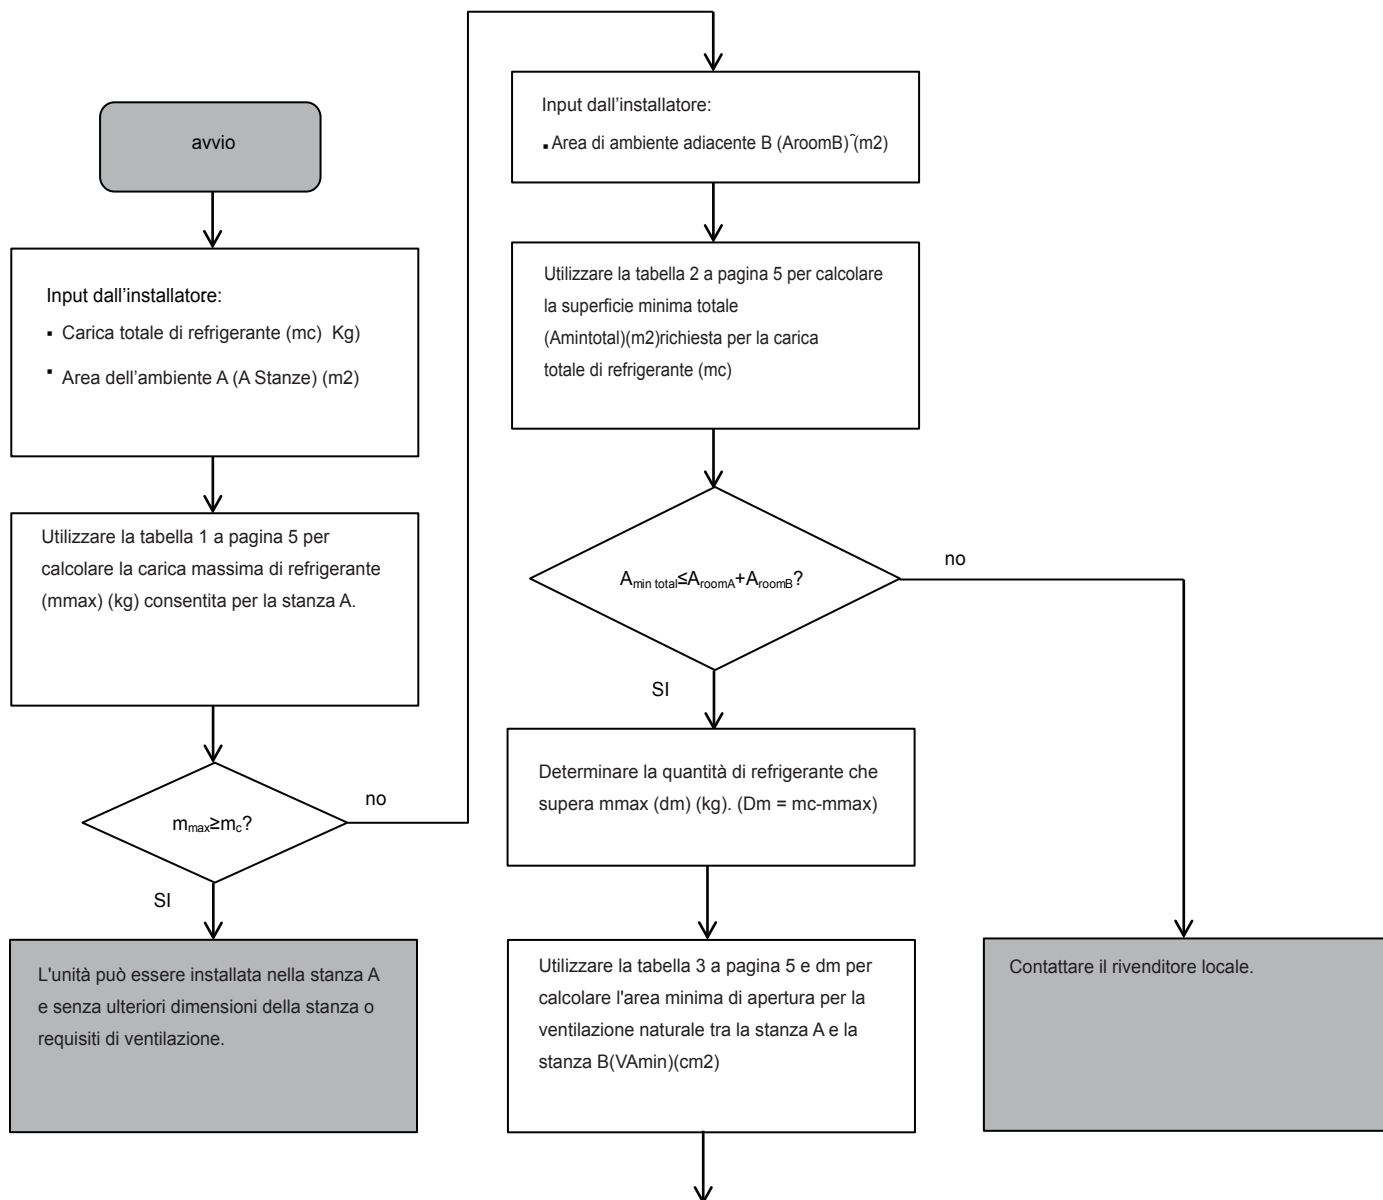 avvio
Input dall'installatore:
▪ Carica totale di refrigerante (mc) Kg)
▪ Area dell'ambiente A (A Stanze) (m2)
Utilizzare la tabella 1 a pagina 5 per
calcolare la carica massima di refrigerante
(mmax) (kg) consentita per la stanza A.
mmax≥mc?
no
SI
L'unità può essere installata nella stanza A
e senza ulteriori dimensioni della stanza o
requisiti di ventilazione.
Input dall'installatore:
▪ Area di ambiente adiacente B (AroomB)˜(m2)
Utilizzare la tabella 2 a pagina 5 per calcolare
la superficie minima totale
(Amintotal)(m2)richiesta per la carica
totale di refrigerante (mc)
Amin total≤AroomA+AroomB?
no
SI
Determinare la quantità di refrigerante che
supera mmax (dm) (kg). (Dm = mc-mmax)
Utilizzare la tabella 3 a pagina 5 e dm per
calcolare l'area minima di apertura per la
ventilazione naturale tra la stanza A e la
stanza B(VAmin)(cm2)
Contattare il rivenditore locale.